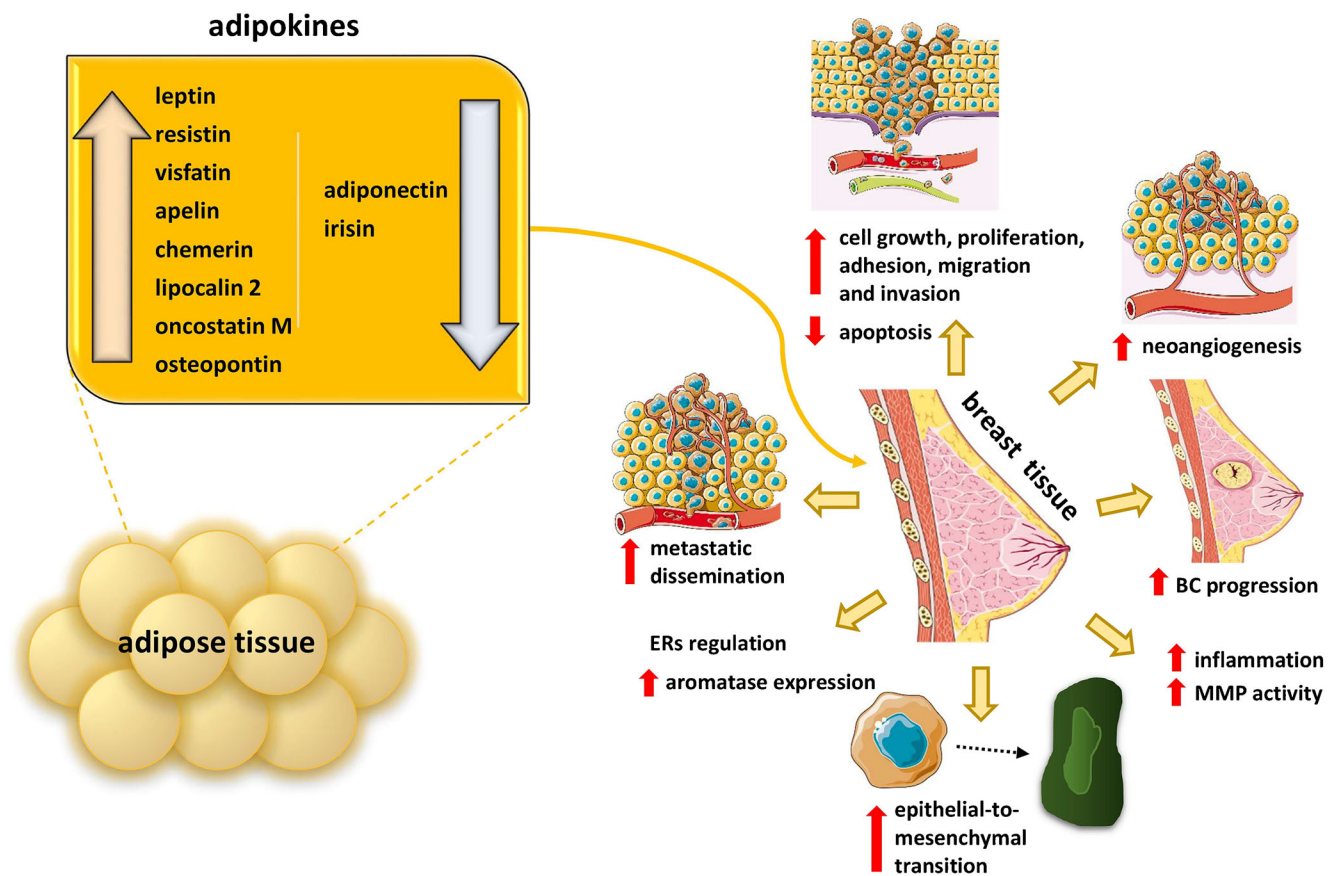 adipokines
leptin
resistin
visfatin
apelin
chemerin
lipocalin 2
oncostatin M
osteopontin
adiponectin
irisin
adipose tissue
cell growth, proliferation,
adhesion, migration
and invasion
apoptosis
neoangiogenesis
breast tissue
metastatic
dissemination
BC progression
ERs regulation
aromatase expression
inflammation
MMP activity
epithelial-to-
mesenchymal
transition